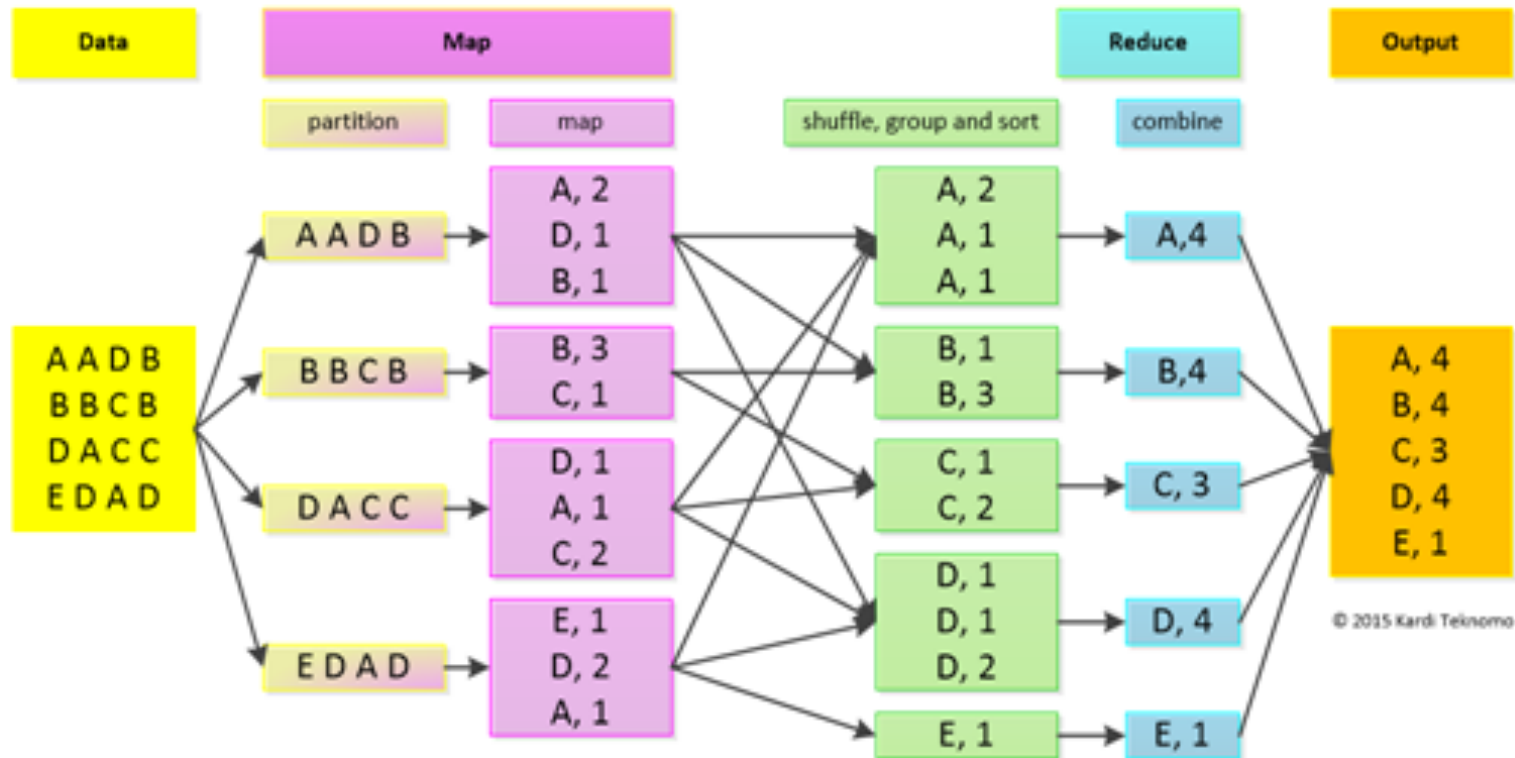 Data
Map
Reduce
Output
partition
map
shuffle, group and sort
combine
A A D B
B B C B
D A C C
E D A D
A A D B
B B C B
D A C C
E D A D
A, 2
D, 1
B, 1
B, 3
C, 1
D, 1
A, 1
C, 2
E, 1
D, 2
A, 1
A, 2
A, 1
A, 1
B, 1
B, 3
C, 1
C, 2
D, 1
D, 1
D, 2
E, 1
A,4
B,4
C, 3
D, 4
E, 1
A, 4
B, 4
C, 3
D, 4
E, 1
© 2015 Kardi Teknomo